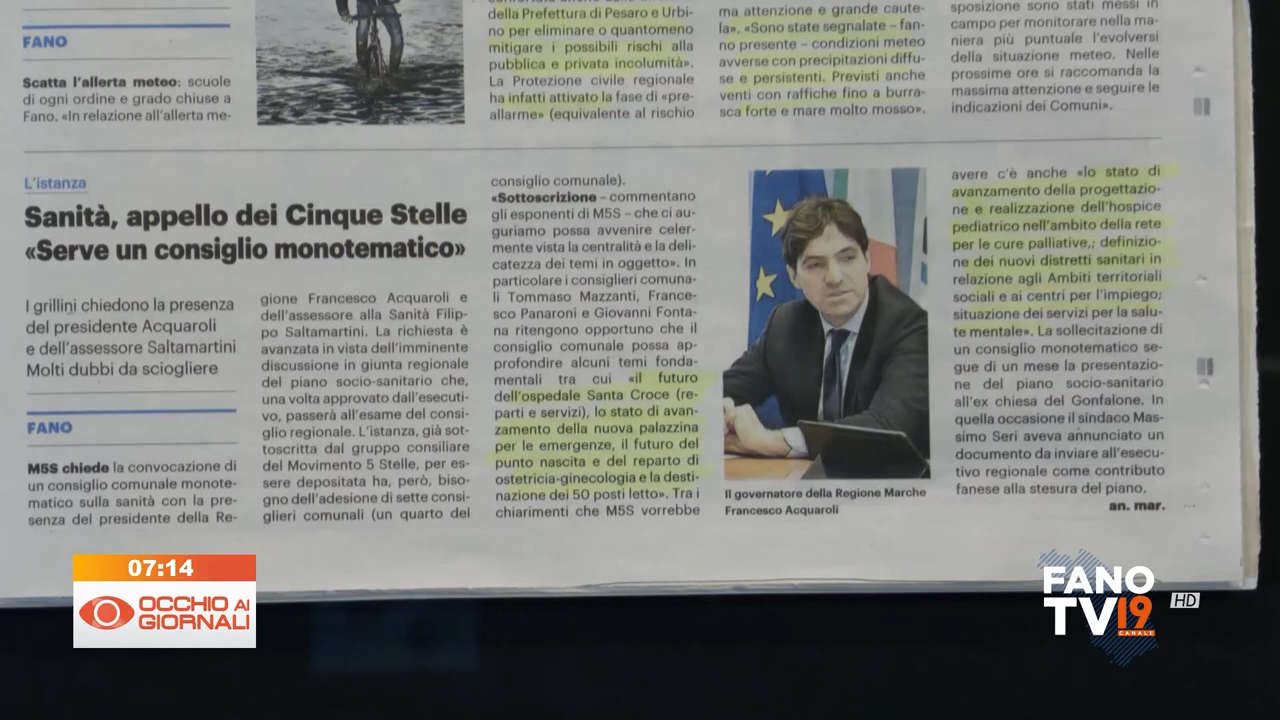 FANO
Scatta l'allerta meteo: scuole
di ogni ordine e grado chiuse a
Fano. «In relazione all'allerta me-
della Prefettura di Pesaro e Urbi-
no per eliminare o quantomeno
mitigare i possibili rischi alla
pubblica e privata incolumità».
La Protezione civile regionale
ha infatti attivato la fase di «pre-
allarme» (equivalente al rischio
ma attenzione e grande caute-
la». «Sono state segnalate – fan-
no presente – condizioni meteo
avverse con precipitazioni diffu-
se e persistenti. Previsti anche
venti con raffiche fino a burra-
sca forte e mare molto mosso».
sposizione sono stati messi in
campo per monitorare nella ma-
niera più puntuale l'evolversi
della situazione meteo. Nelle
prossime ore si raccomanda la
massima attenzione e seguire le
indicazioni dei Comuni».
L'istanza
Sanità, appello dei Cinque Stelle
«Serve un consiglio monotematico»
I grillini chiedono la presenza
del presidente Acquaroli
e dell'assessore Saltamartini
Molti dubbi da sciogliere
FANO
M5S chiede la convocazione di
un consiglio comunale monote-
matico sulla sanità con la pre-
senza del presidente della Re-
gione Francesco Acquaroli e
dell'assessore alla Sanità Filip-
po Saltamartini. La richiesta è
avanzata in vista dell'imminente
discussione in giunta regionale
del piano socio-sanitario che,
una volta approvato dall'esecuti-
vo, passerà all'esame del consi-
glio regionale. L'istanza, già sot-
toscritta dal gruppo consiliare
del Movimento 5 Stelle, per es-
sere depositata ha, però, biso-
gno dell'adesione di sette consi-
glieri comunali (un quarto del
consiglio comunale).
«Sottoscrizione – commentano
gli esponenti di M5S – che ci au-
guriamo possa avvenire celer-
mente vista la centralità e la deli-
catezza dei temi in oggetto». In
particolare i consiglieri comuna-
li Tommaso Mazzanti, France-
sco Panaroni e Giovanni Fonta-
na ritengono opportuno che il
consiglio comunale possa ap-
profondire alcuni temi fonda-
mentali tra cui «il futuro
dell'ospedale Santa Croce (re-
parti e servizi), lo stato di avan-
zamento della nuova palazzina
per le emergenze, il futuro del
punto nascita e del reparto di
ostetricia-ginecologia e la desti-
nazione dei 50 posti letto». Tra i
chiarimenti che M5S vorrebbe
Il governatore della Regione Marche
Francesco Acquaroli
avere c'è anche «lo stato di
avanzamento della progettazio-
ne e realizzazione dell'hospice
pediatrico nell'ambito della rete
per le cure palliative,; definizio-
ne dei nuovi distretti sanitari in
relazione agli Ambiti territoriali
sociali e ai centri per l'impiego;
situazione dei servizi per la salu-
te mentale». La sollecitazione di
un consiglio monotematico se-
gue di un mese la presentazio-
ne del piano socio-sanitario
all'ex chiesa del Gonfalone. In
quella occasione il sindaco Mas-
simo Seri aveva annunciato un
documento da inviare all'esecu-
tivo regionale come contributo
fanese alla stesura del piano.
an. mar.
07:14
OCCHIO AI
GIORNALI
FANO
TV19
CANALE
HD